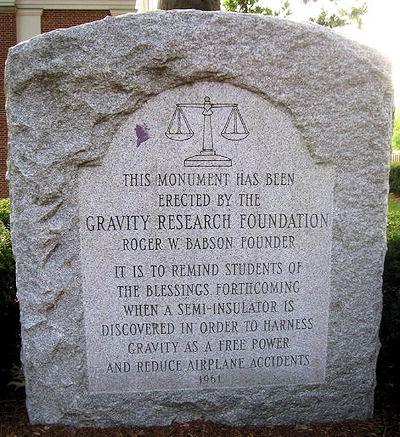 THIS MONUMENT HAS BEEN
ERECTED BY THE
GRAVITY RESEARCH FOUNDATION
ROGER W. BABSON FOUNDER
IT IS TO REMIND STUDENTS OF
THE BLESSINGS FORTHCOMING
WHEN A SEMI-INSULATOR IS
DISCOVERED IN ORDER TO HARNESS
GRAVITY AS A FREE POWER
AND REDUCE AIRPLANE ACCIDENTS
1961